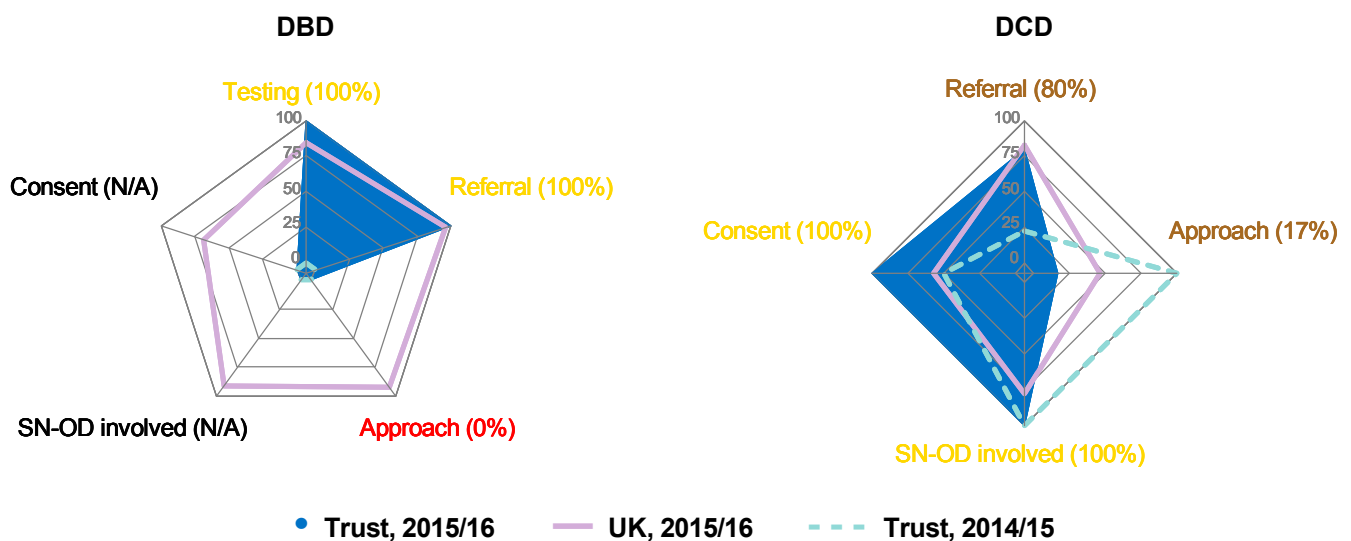 DBD
DCD
Testing (100%)
Referral (80%)
100
75
50
25
0
100
75
50
25
0
Consent (N/A)
Referral (100%)
Consent (100%)
Approach (17%)
SN-OD involved (N/A)
Approach (0%)
SN-OD involved (100%)
Trust, 2015/16
UK, 2015/16
Trust, 2014/15